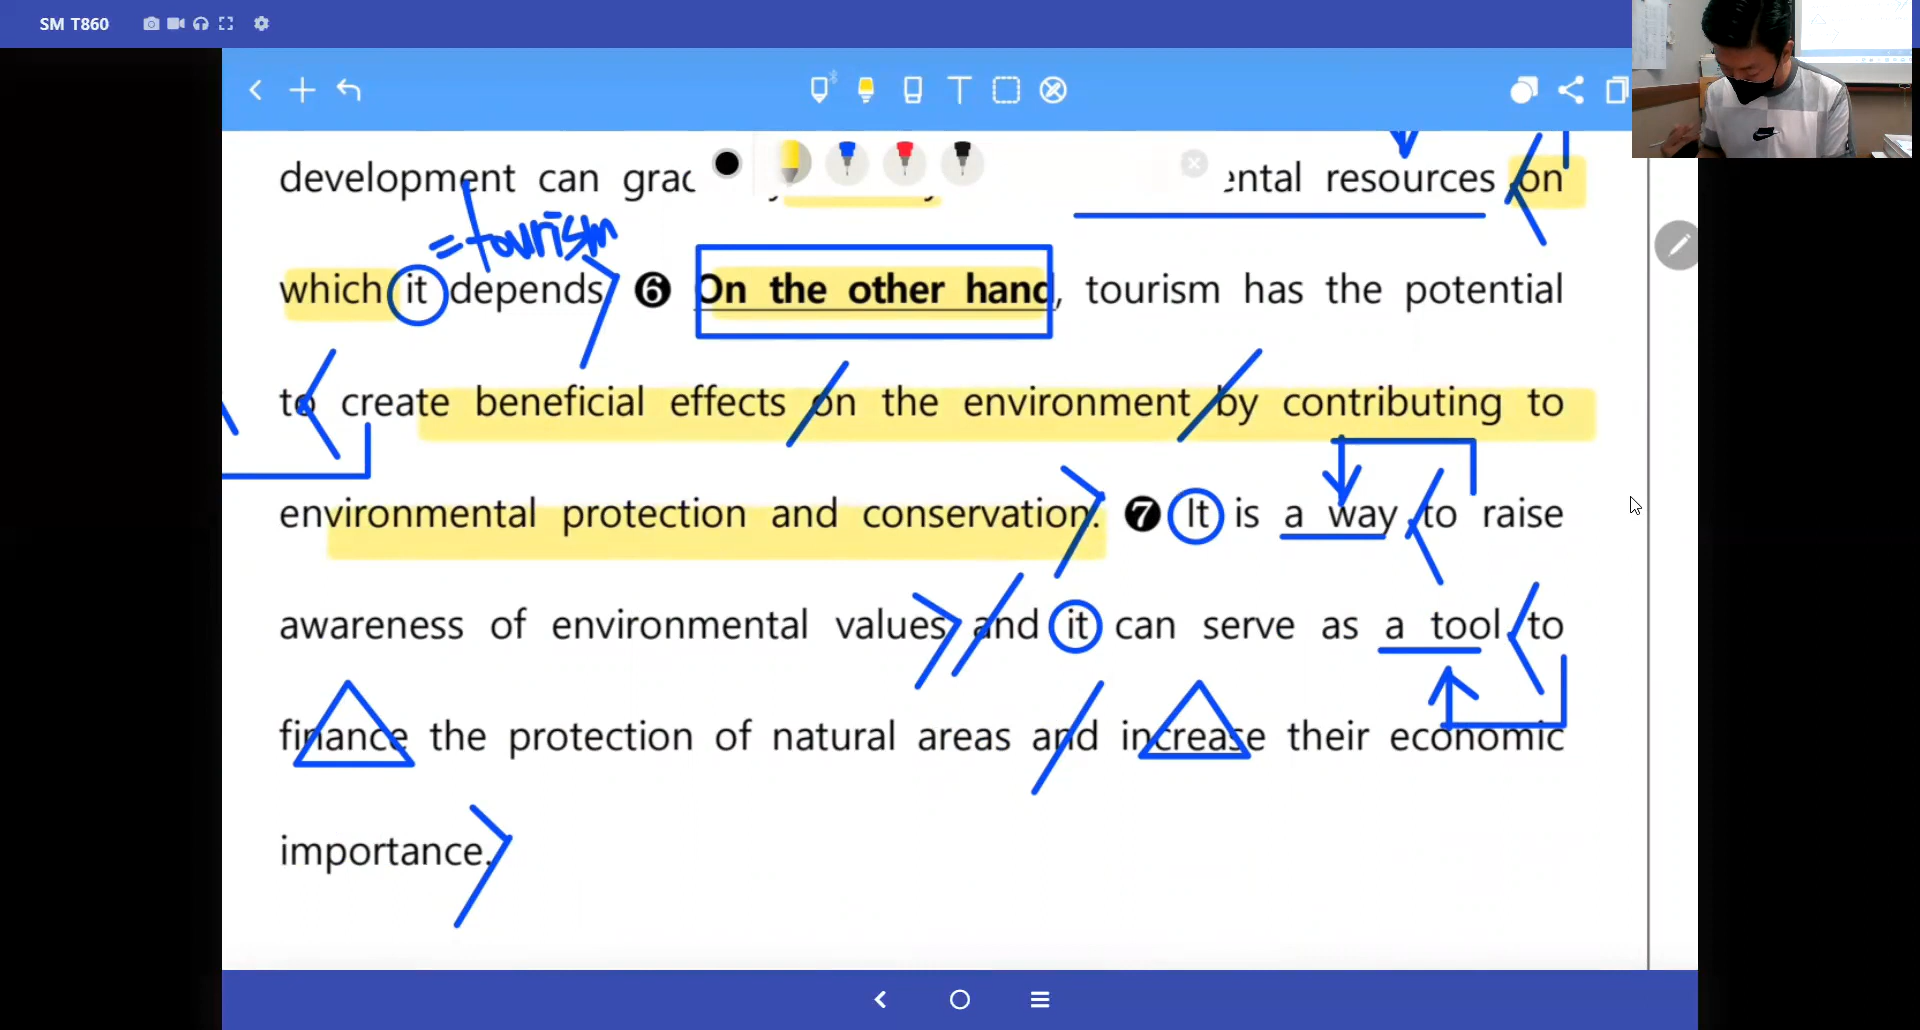 SM T860
development can ental resources on
= tourism
which it depends. ❻ On the other hand, tourism has the potential
to create beneficial effects on the environment by contributing to
environmental protection and conservation. ❼ It is a way to raise
awareness of environmental values and it can serve as a tool to
finance the protection of natural areas and increase their economic
importance.